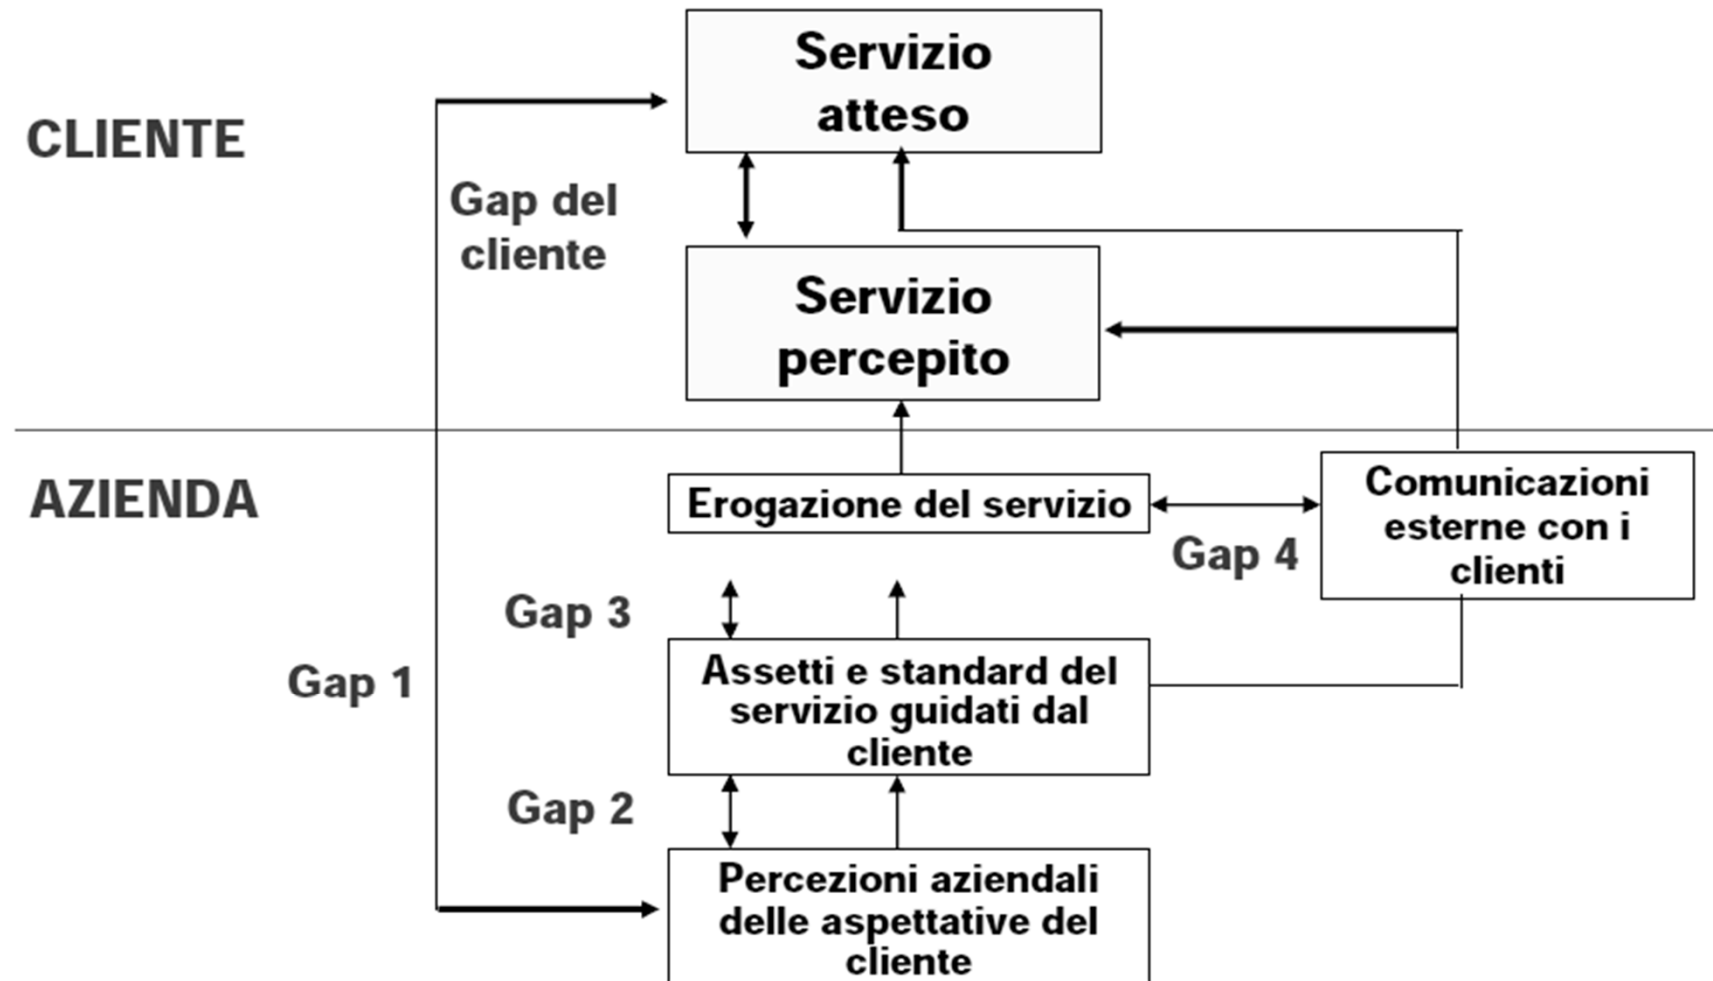 Servizio
atteso
CLIENTE
Gap del
cliente
Servizio
percepito
AZIENDA
Erogazione del servizio
Comunicazioni
esterne con i
clienti
Gap 4
Gap 3
Gap 1
Assetti e standard del
servizio guidati dal
cliente
Gap 2
Percezioni aziendali
delle aspettative del
cliente